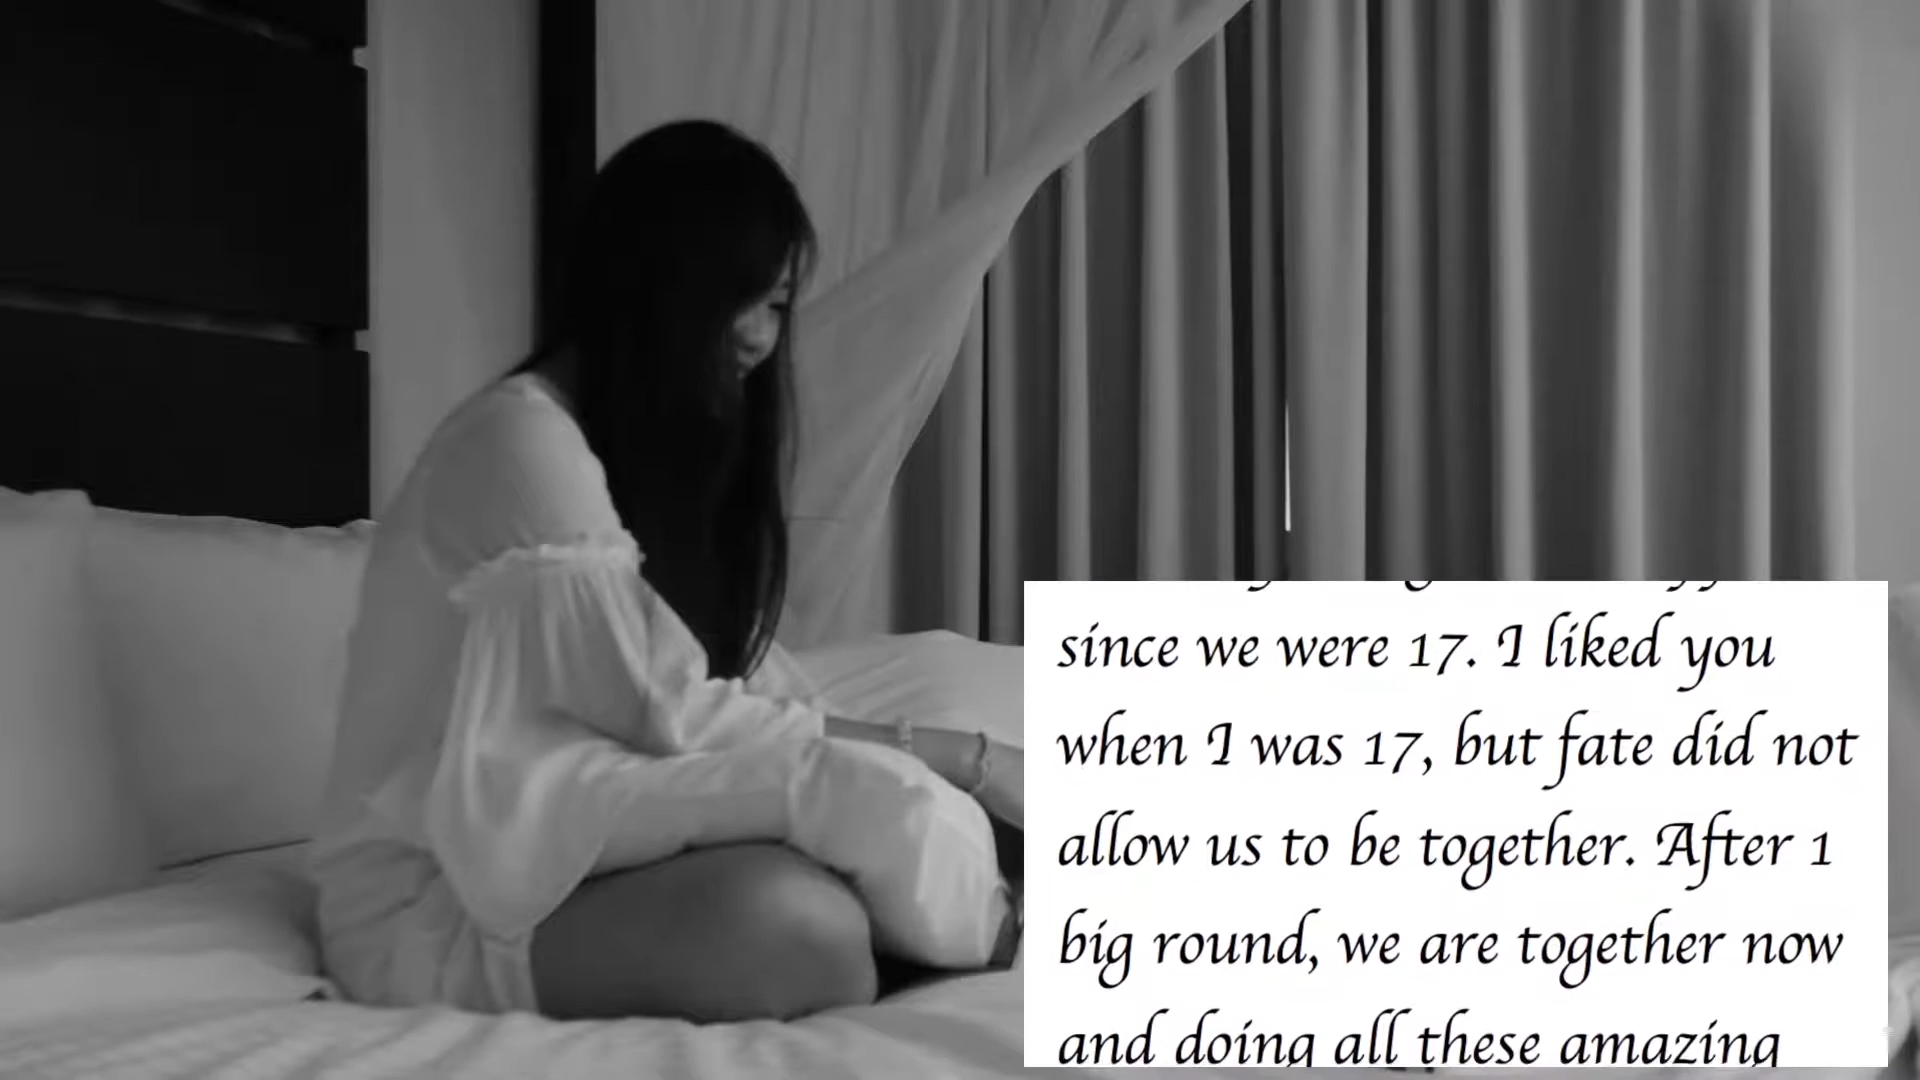 since we were 17. I liked you
when I was 17, but fate did not
allow us to be together. After 1
big round, we are together now
and doing all these amazing